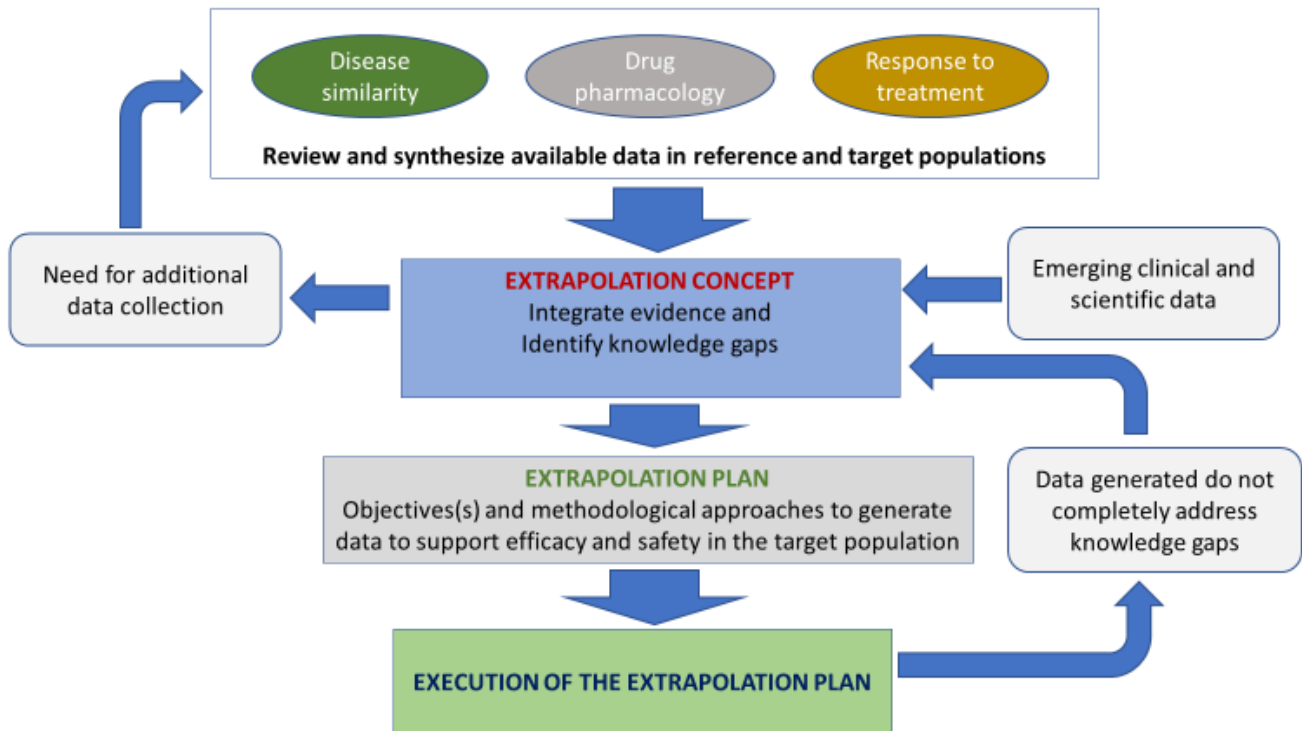 Disease
similarity
Drug
pharmacology
Response to
treatment
Review and synthesize available data in reference and target populations
Need for additional
data collection
EXTRAPOLATION CONCEPT
Integrate evidence and
Identify knowledge gaps
Emerging clinical and
scientific data
EXTRAPOLATION PLAN
Objectives(s) and methodological approaches to generate
data to support efficacy and safety in the target population
Data generated do not
completely address
knowledge gaps
EXECUTION OF THE EXTRAPOLATION PLAN